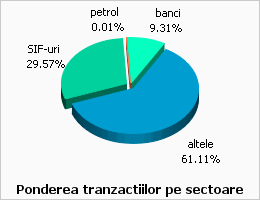 petrol
0.01%
banci
9.31%
SIF-uri
29.57%
altele
61.11%
Ponderea tranzactiilor pe sectoare